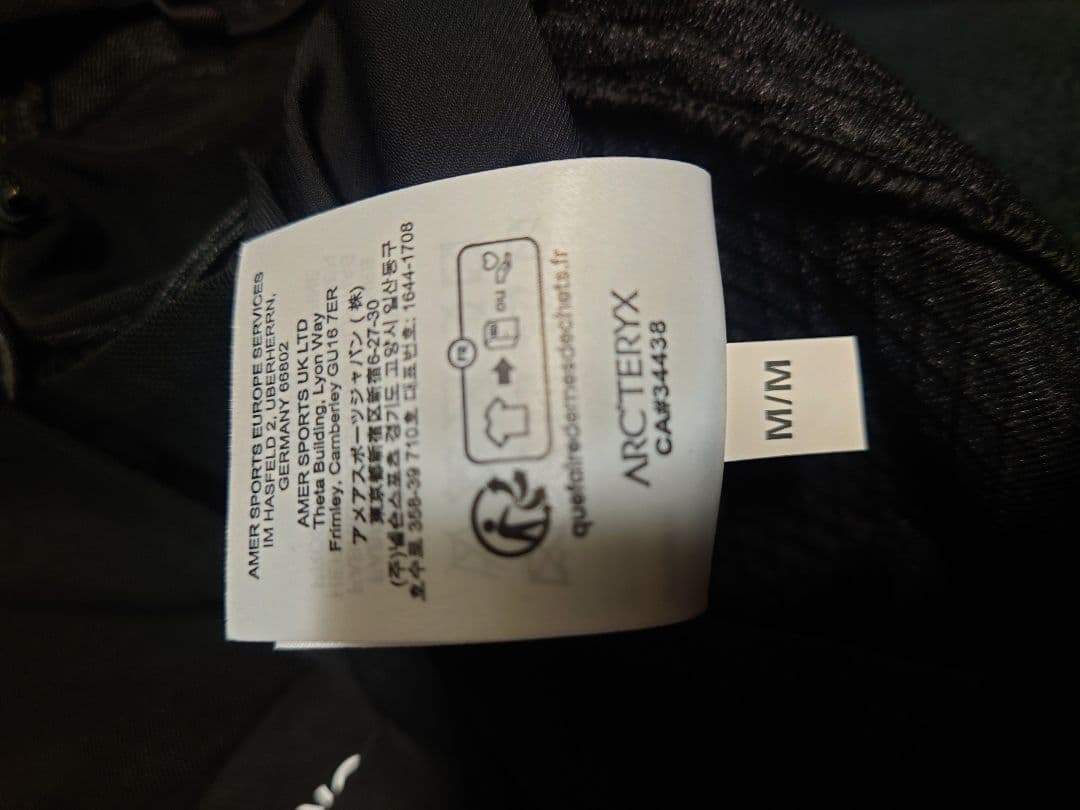 AMER SPORTS EUROPE SERVICES
IM HASFELD 2, UBERHERRN,
GERMANY 66802
AMER SPORTS UK LTD
Theta Building, Lyon Way
Frimley, Camberley GU16 7ER
アメアスポーツジャパン(株)
東京都新宿区新宿6-27-30
(주)넬슨스포츠 경기도 고양시 일산동구
호수로 358-39 710호 대표번호: 1644-1708
FR
ou
quefairedemesdechets.fr
ARC'TERYX
CA#34438
M/M